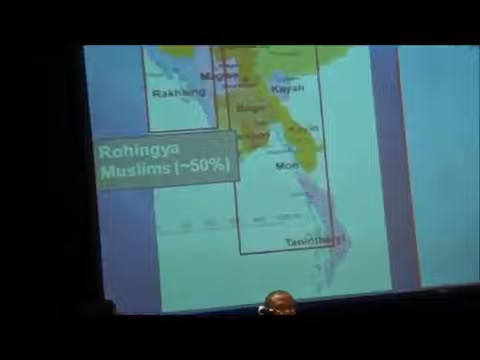 Magwe
Rakhaing
Kayah
Bago
Kayin
Rohingya
Muslims (~50%)
Mon
Tanintharyi